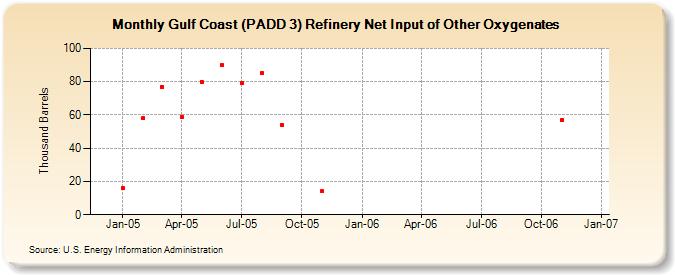 Monthly Gulf Coast (PADD 3) Refinery Net Input of Other Oxygenates
Thousand Barrels
100
80
60
40
20
0
Jan-05 Apr-05 Jul-05 Oct-05 Jan-06 Apr-06 Jul-06 Oct-06 Jan-07
Source: U.S. Energy Information Administration